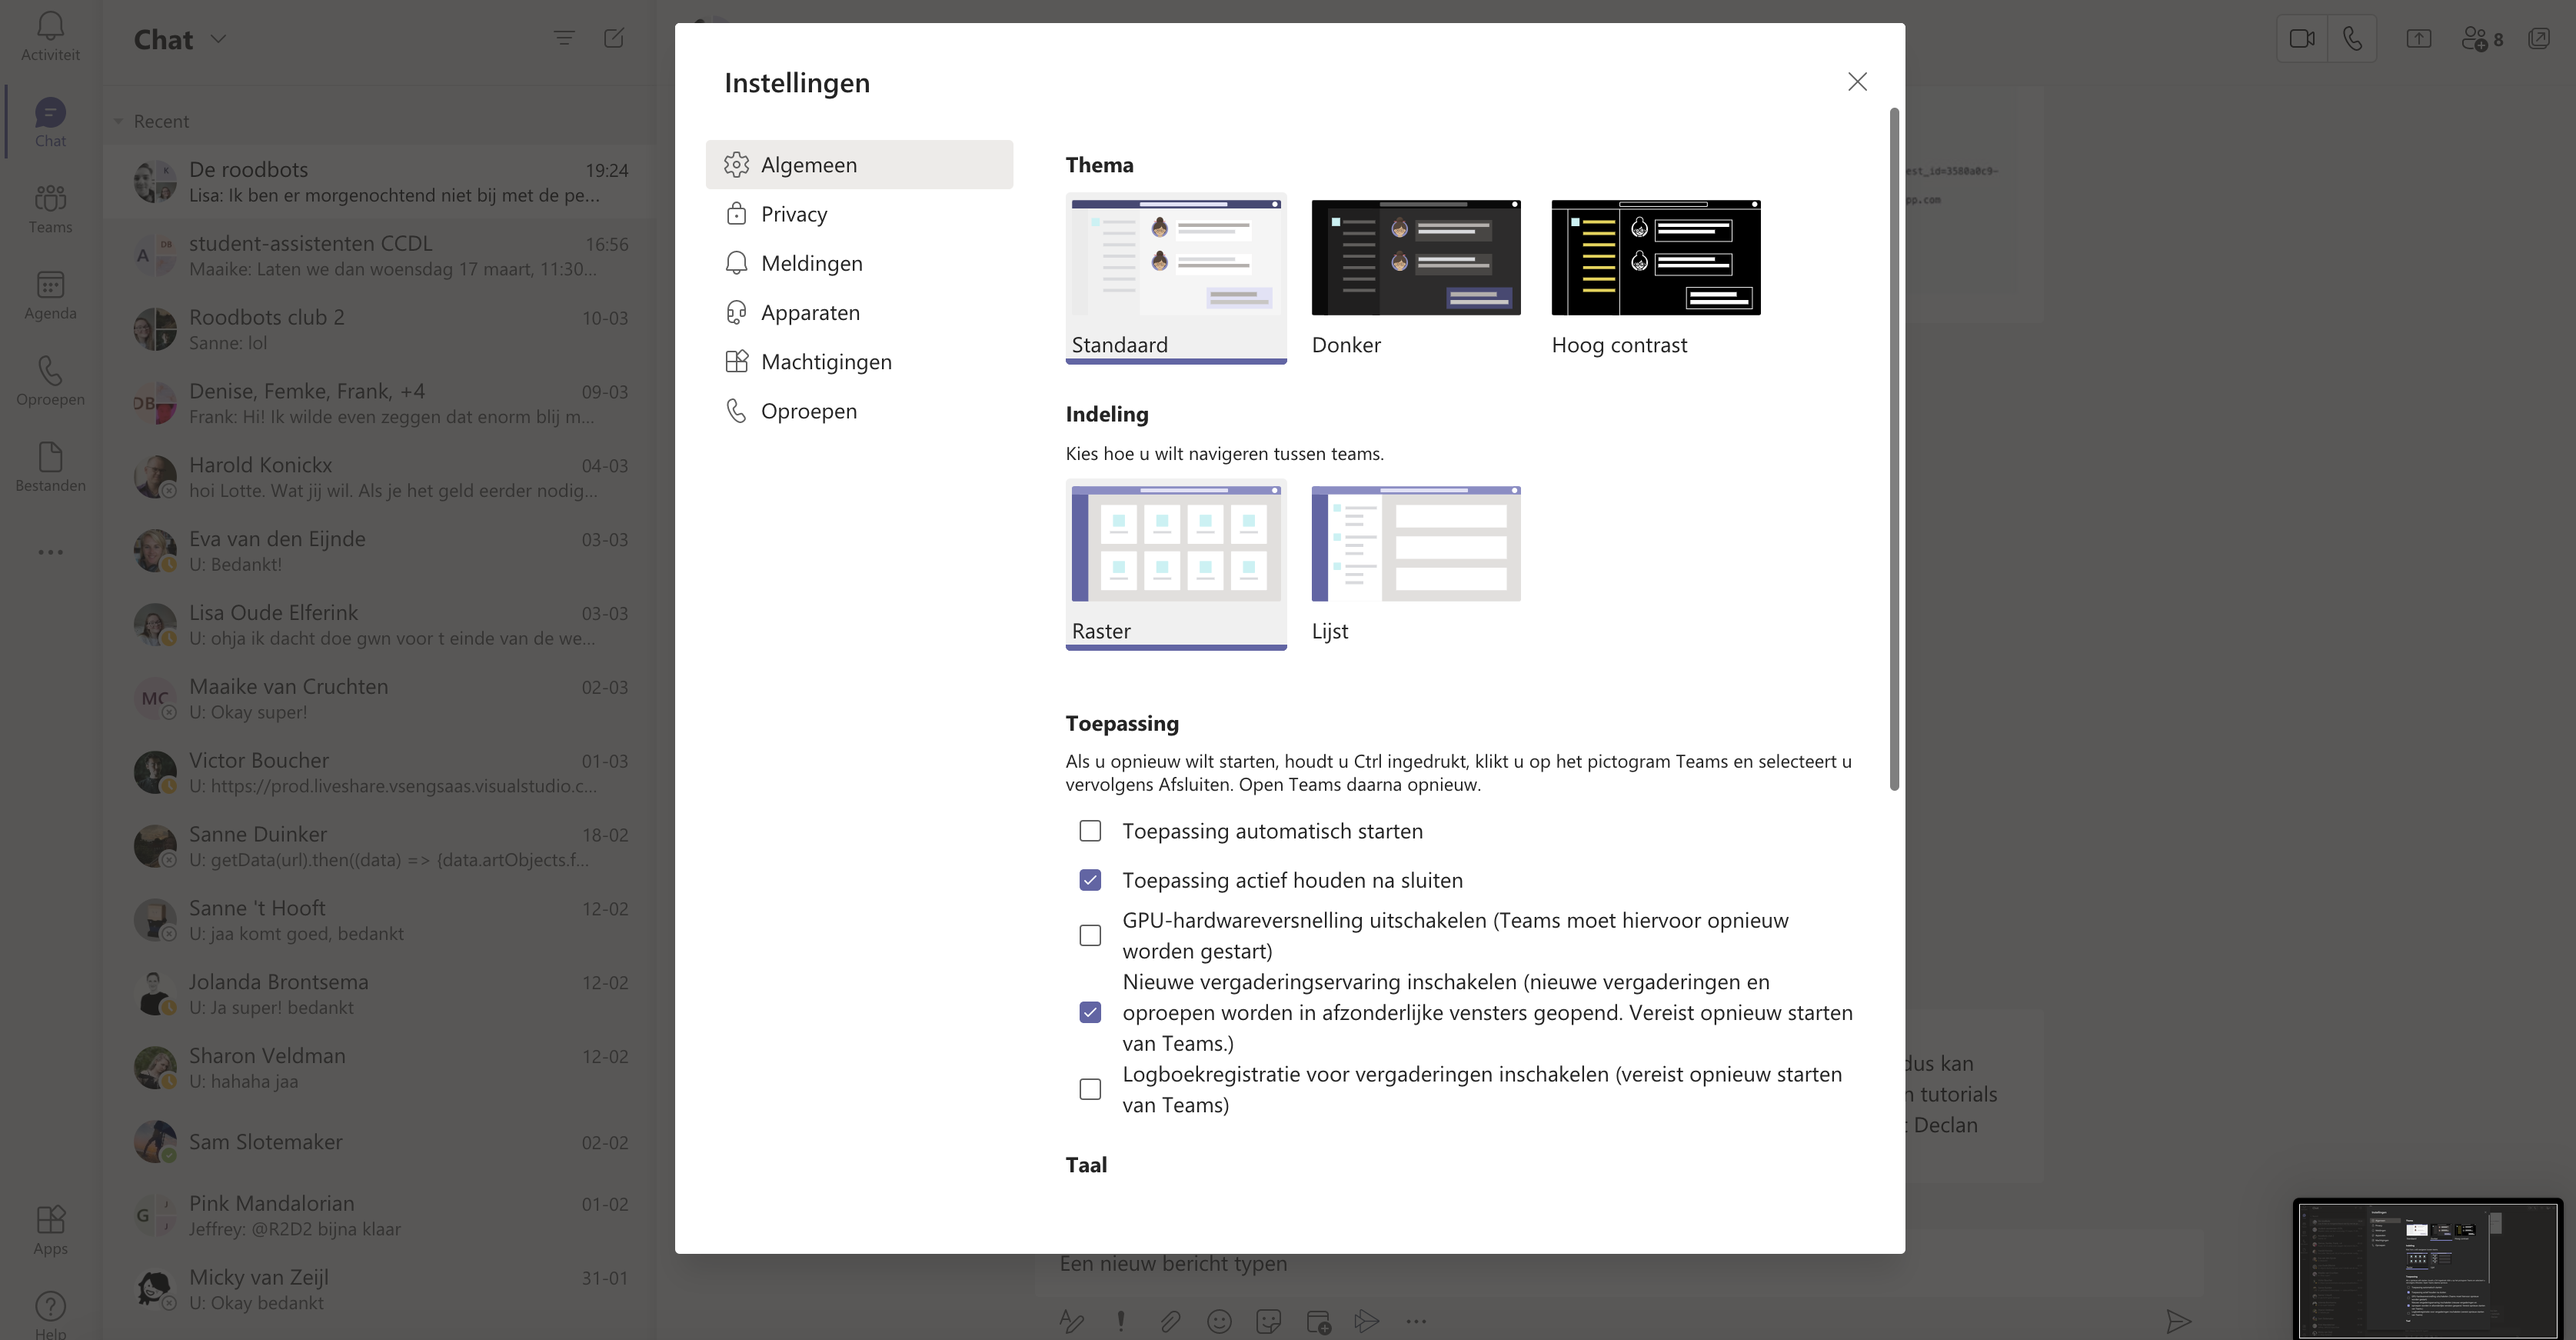 Activiteit
Chat
Teams
Agenda
Oproepen
Bestanden
Apps
Help
Chat
Recent
De roodbots 19:24
Lisa: Ik ben er morgenochtend niet bij met de pe...
A DB student-assistenten CCDL 16:56
Maaike: Laten we dan woensdag 17 maart, 11:30...
Roodbots club 2 10-03
Sanne: lol
DB Denise, Femke, Frank, +4 09-03
Frank: Hi! Ik wilde even zeggen dat enorm blij m...
Harold Konickx 04-03
hoi Lotte. Wat jij wil. Als je het geld eerder nodig...
Eva van den Eijnde 03-03
U: Bedankt!
Lisa Oude Elferink 03-03
U: ohja ik dacht doe gwn voor t einde van de we...
MC Maaike van Cruchten 02-03
U: Okay super!
Victor Boucher 01-03
U: https://prod.liveshare.vsengsaas.visualstudio.c...
Sanne Duinker 18-02
U: getData(url).then((data) => {data.artObjects.f...
Sanne 't Hooft 12-02
U: jaa komt goed, bedankt
Jolanda Brontsema 12-02
U: Ja super! bedankt
Sharon Veldman 12-02
U: hahaha jaa
Sam Slotemaker 02-02
G J J Pink Mandalorian 01-02
Jeffrey: @R2D2 bijna klaar
Micky van Zeijl 31-01
U: Okay bedankt
Instellingen
Algemeen
Privacy
Meldingen
Apparaten
Machtigingen
Oproepen
Thema
Standaard Donker Hoog contrast
Indeling
Kies hoe u wilt navigeren tussen teams.
Raster Lijst
Toepassing
Als u opnieuw wilt starten, houdt u Ctrl ingedrukt, klikt u op het pictogram Teams en selecteert u
vervolgens Afsluiten. Open Teams daarna opnieuw.
Toepassing automatisch starten
Toepassing actief houden na sluiten
GPU-hardwareversnelling uitschakelen (Teams moet hiervoor opnieuw
worden gestart)
Nieuwe vergaderingservaring inschakelen (nieuwe vergaderingen en
oproepen worden in afzonderlijke vensters geopend. Vereist opnieuw starten
van Teams.)
Logboekregistratie voor vergaderingen inschakelen (vereist opnieuw starten
van Teams)
Taal
8
est_id=3580a0c9-
pp.com
dus kan
n tutorials
t Declan
Een nieuw bericht typen